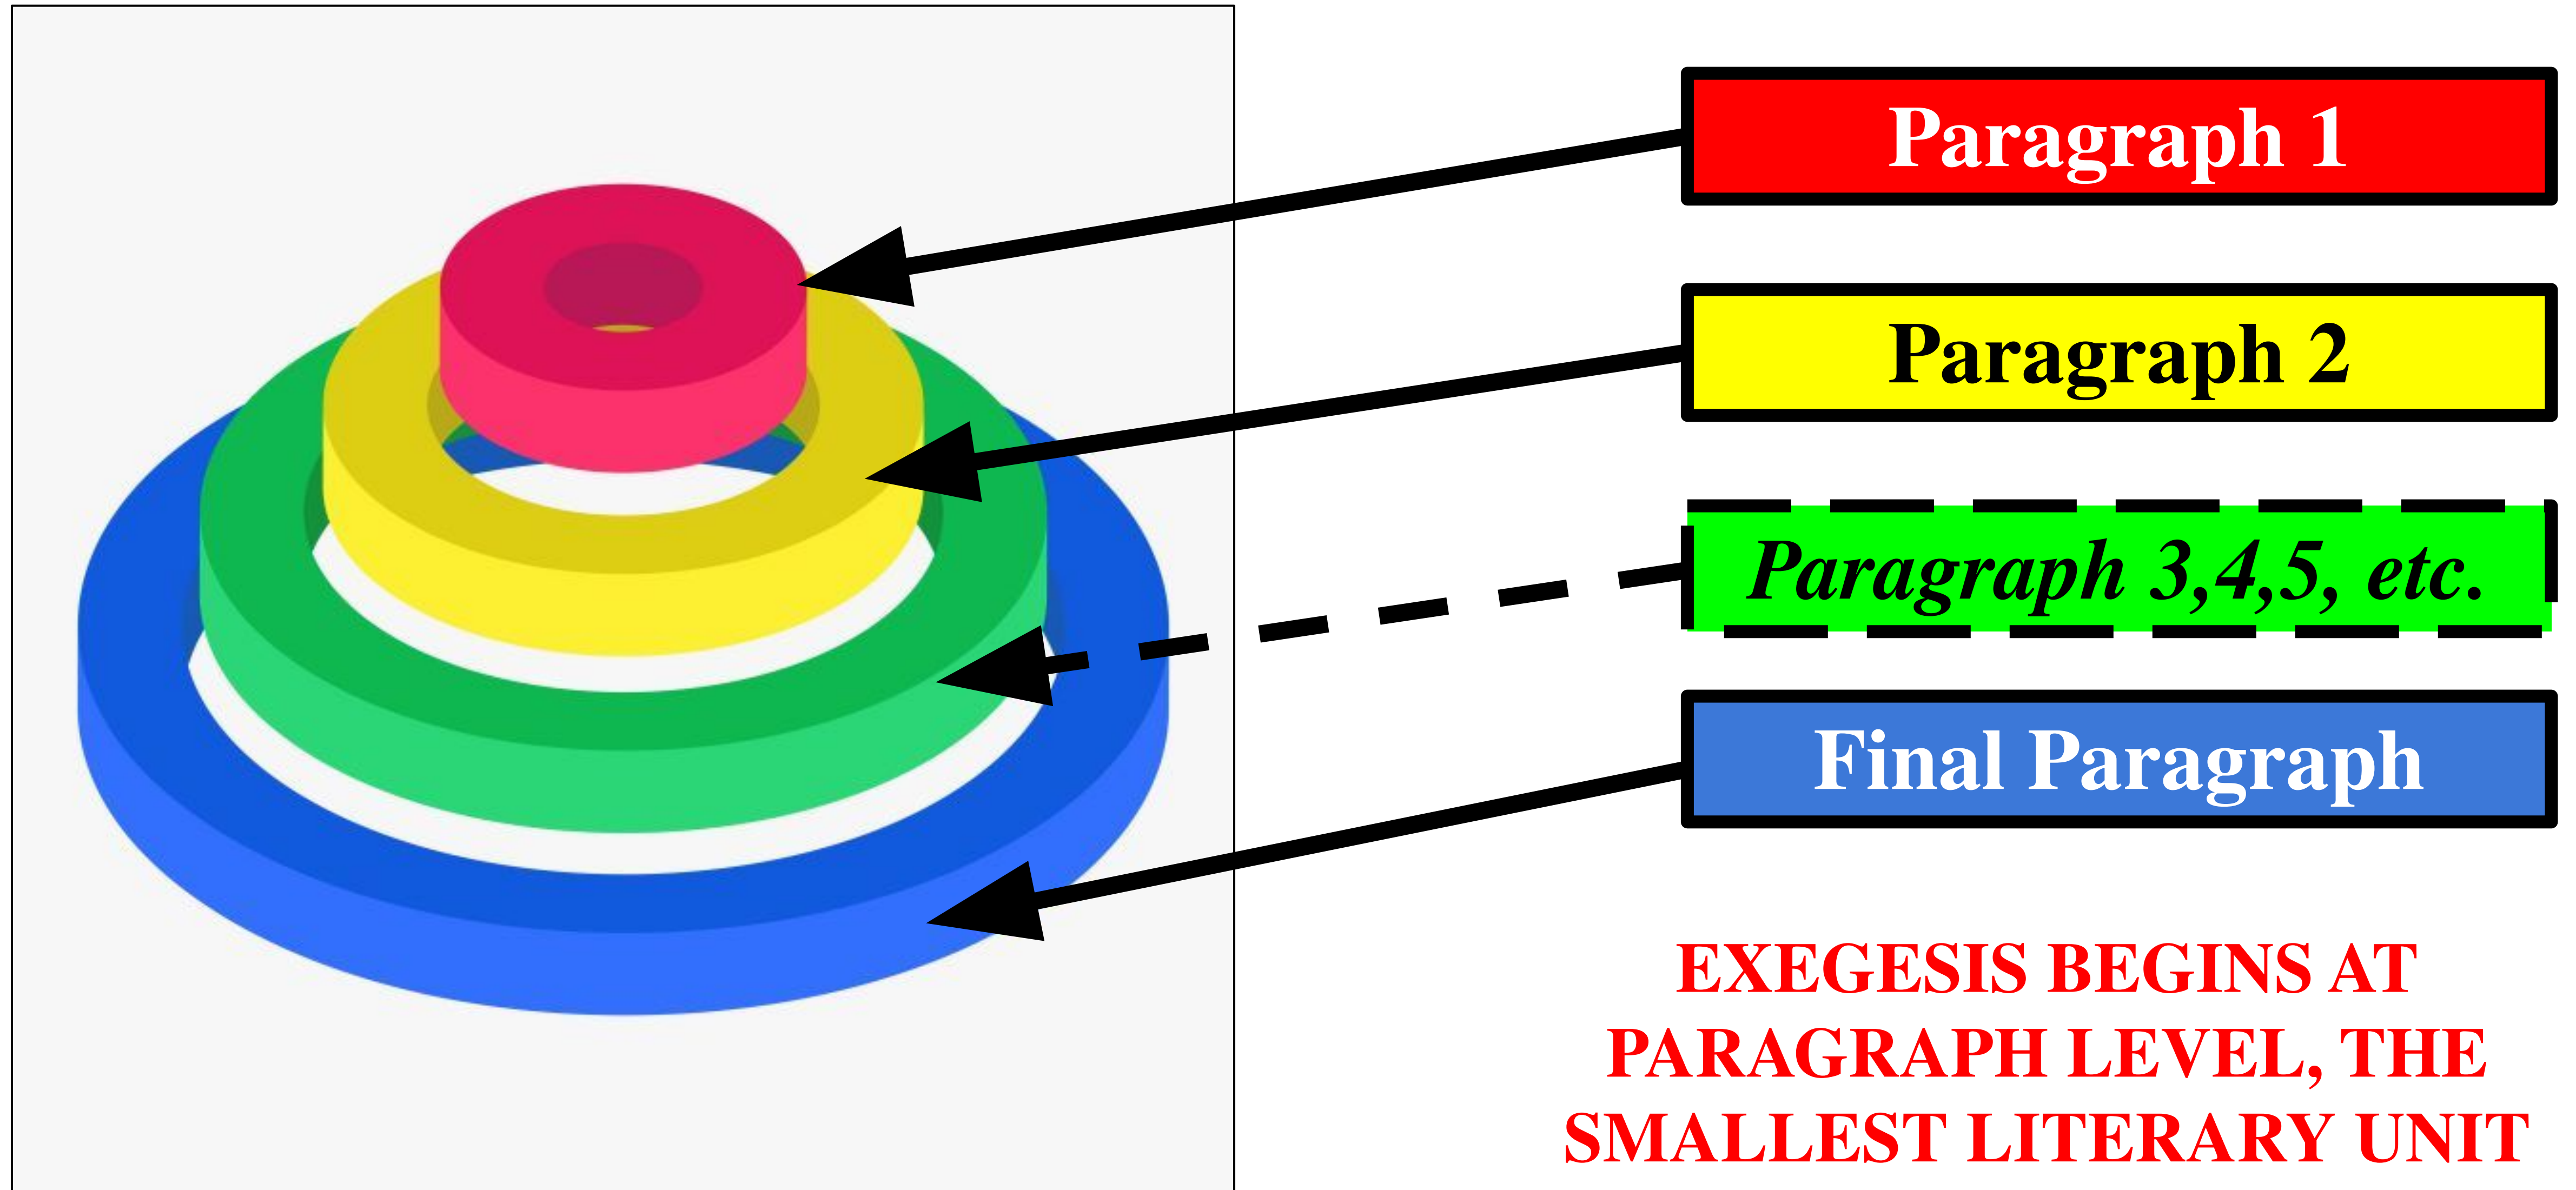 Paragraph 1
Paragraph 2
Paragraph 3,4,5, etc.
Final Paragraph
EXEGESIS BEGINS AT
PARAGRAPH LEVEL, THE
SMALLEST LITERARY UNIT